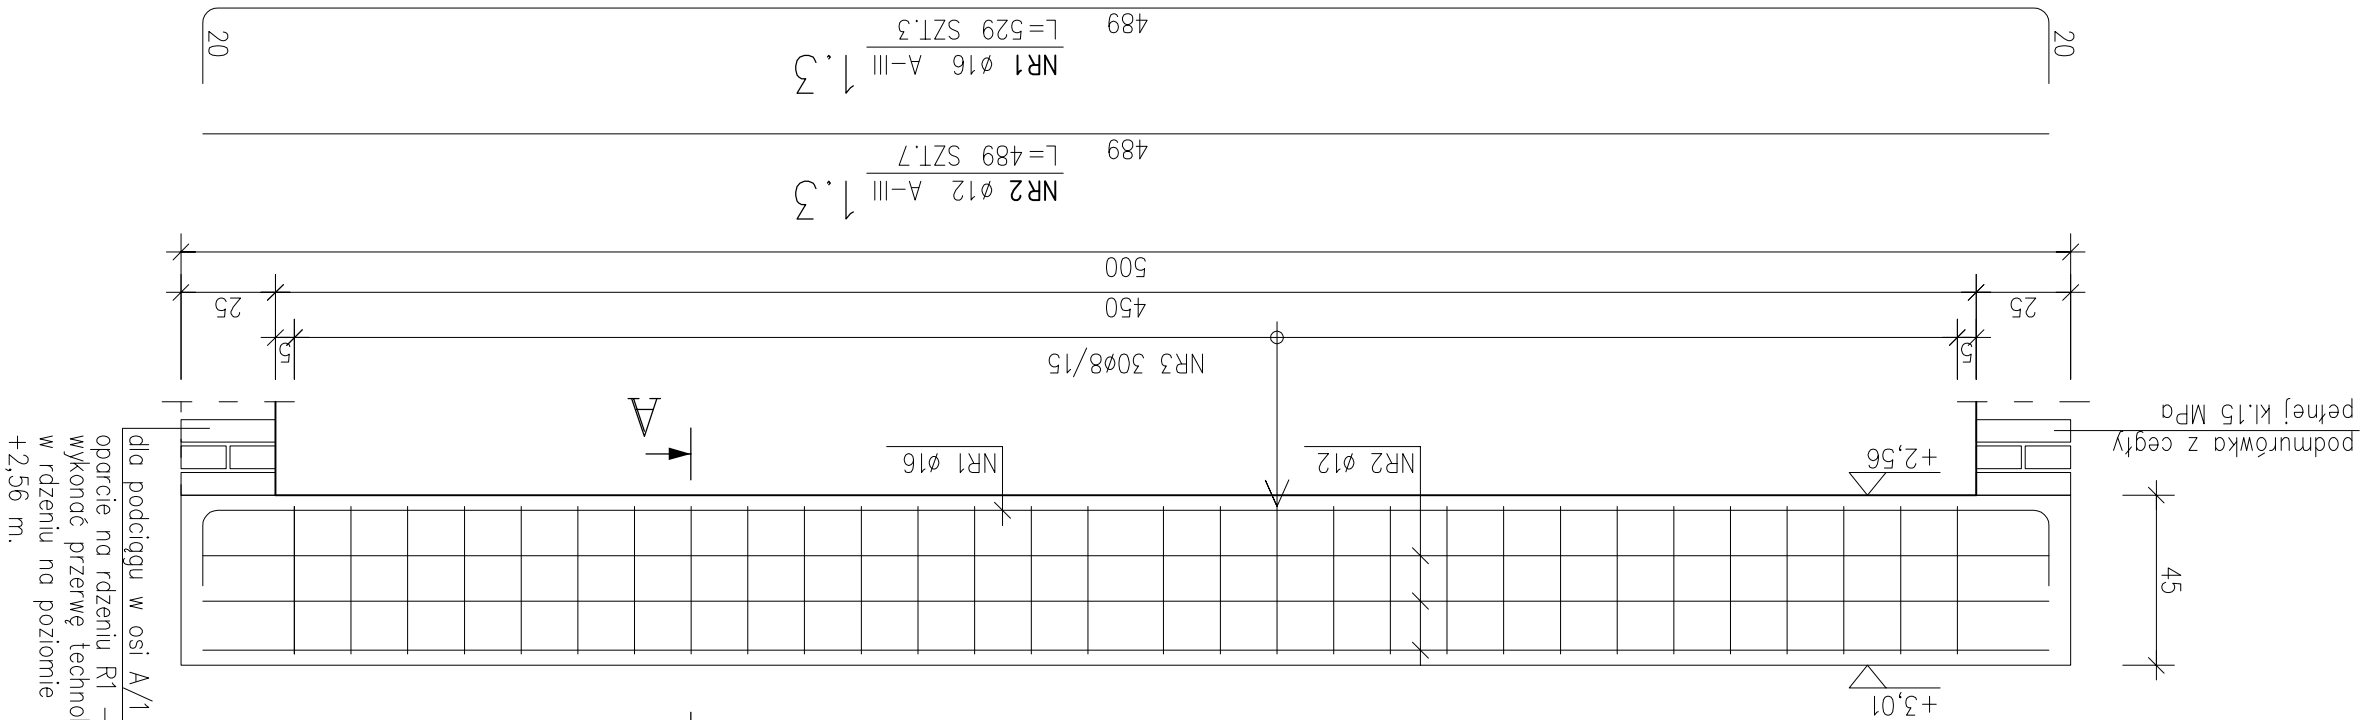 +3,01
45
+2,56
NR2 ø12
NR1 ø16
podmurówka z cegły
pełnej kl.15 MPa
A
NR3 30ø8/15
5
5
25
450
25
500
NR2 ø12 A-III
L=489 SZT.7
1.3
489
NR1 ø16 A-III
L=529 SZT.3
1.3
489
20
20
dla podciągu w osi A/1
oparcie na rdzeniu R1 –
wykonać przerwę
w rdzeniu na poziomie
+2,56 m.